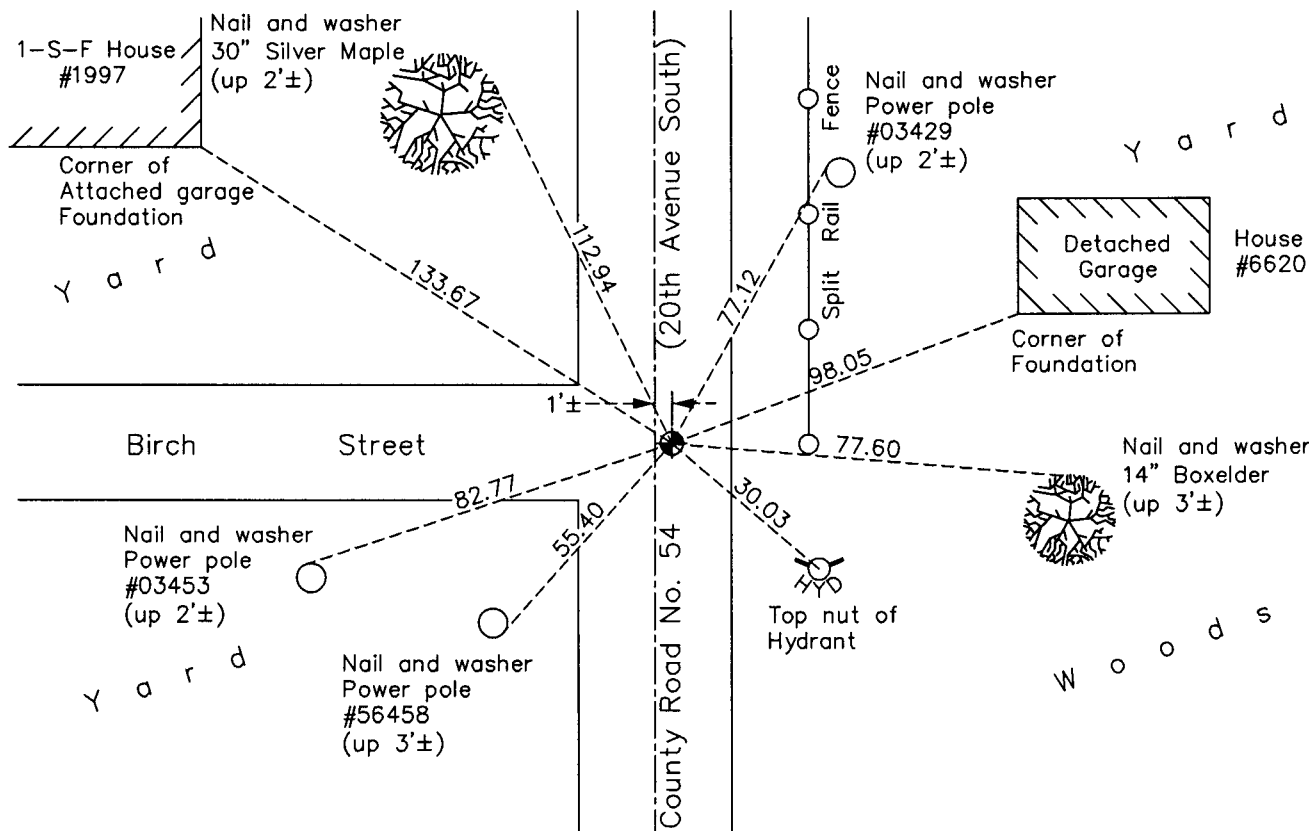 Nail and washer
30" Silver Maple
(up 2'±)
1-S-F House
#1997
Corner of
Attached garage
Foundation
Yard
133.67
112.94
(20th Avenue South)
Split Rail Fence
Nail and washer
Power pole
#03429
(up 2'±)
77.12
Yard
Detached
Garage
House
#6620
Corner of
Foundation
98.05
1'±
Birch Street
77.60
Nail and washer
14" Boxelder
(up 3'±)
82.77
55.40
30.03
Nail and washer
Power pole
#03453
(up 2'±)
HYD
Top nut of
Hydrant
County Road No. 54
Nail and washer
Power pole
#56458
(up 3'±)
Yard
Woods